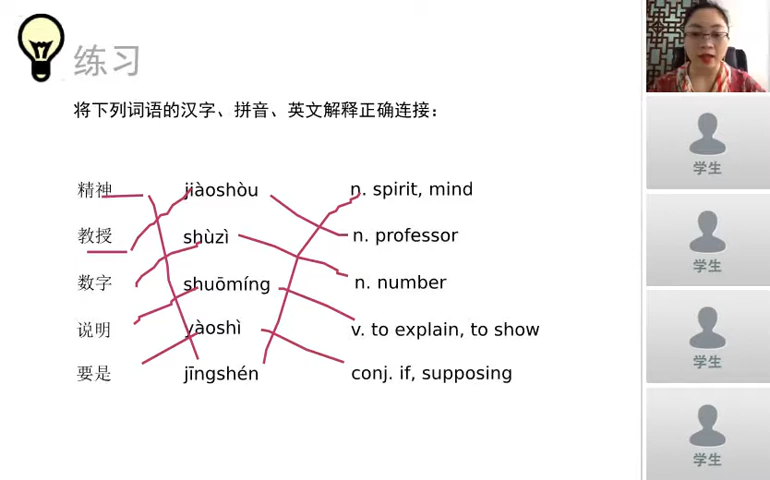 练习
将下列词语的汉字、拼音、英文解释正确连接：
精神 jiàoshòu n. spirit, mind
教授 shùzì n. professor
数字 shuōmíng n. number
说明 yàoshì v. to explain, to show
要是 jīngshén conj. if, supposing
学生
学生
学生
学生